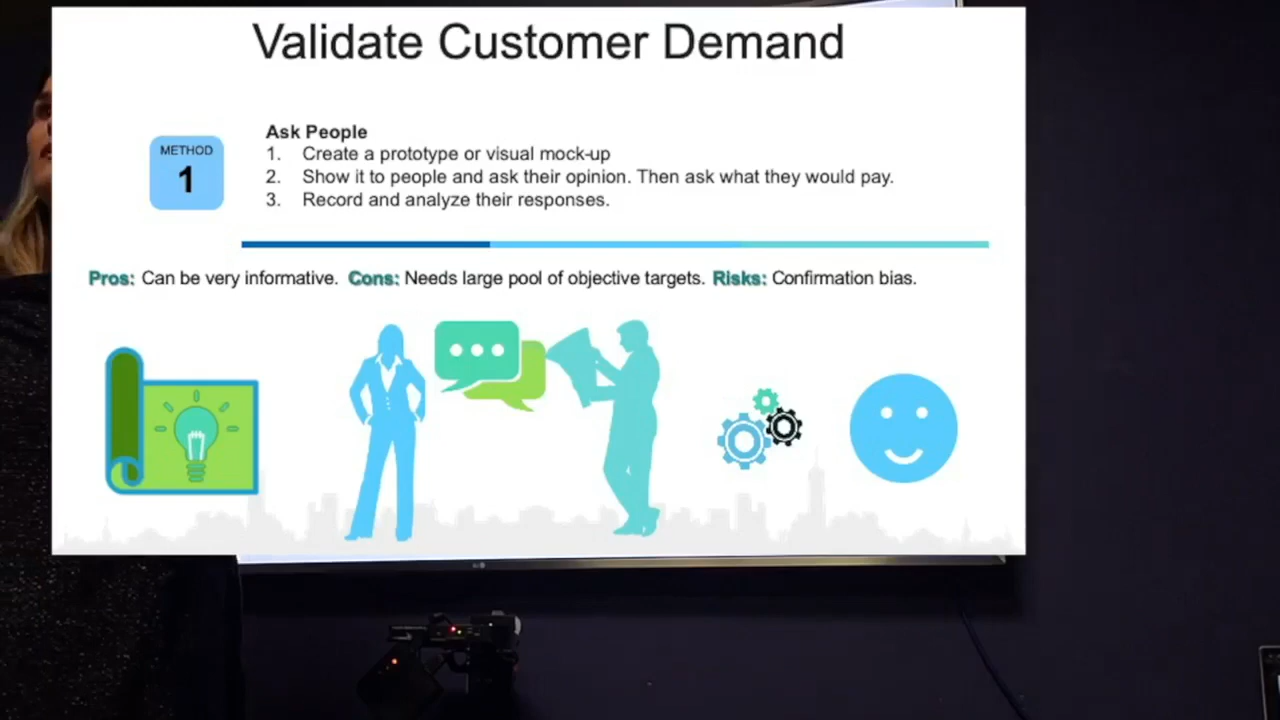 Validate Customer Demand
METHOD
1
Ask People
1. Create a prototype or visual mock-up
2. Show it to people and ask their opinion. Then ask what they would pay.
3. Record and analyze their responses.
Pros: Can be very informative. Cons: Needs large pool of objective targets. Risks: Confirmation bias.
LG